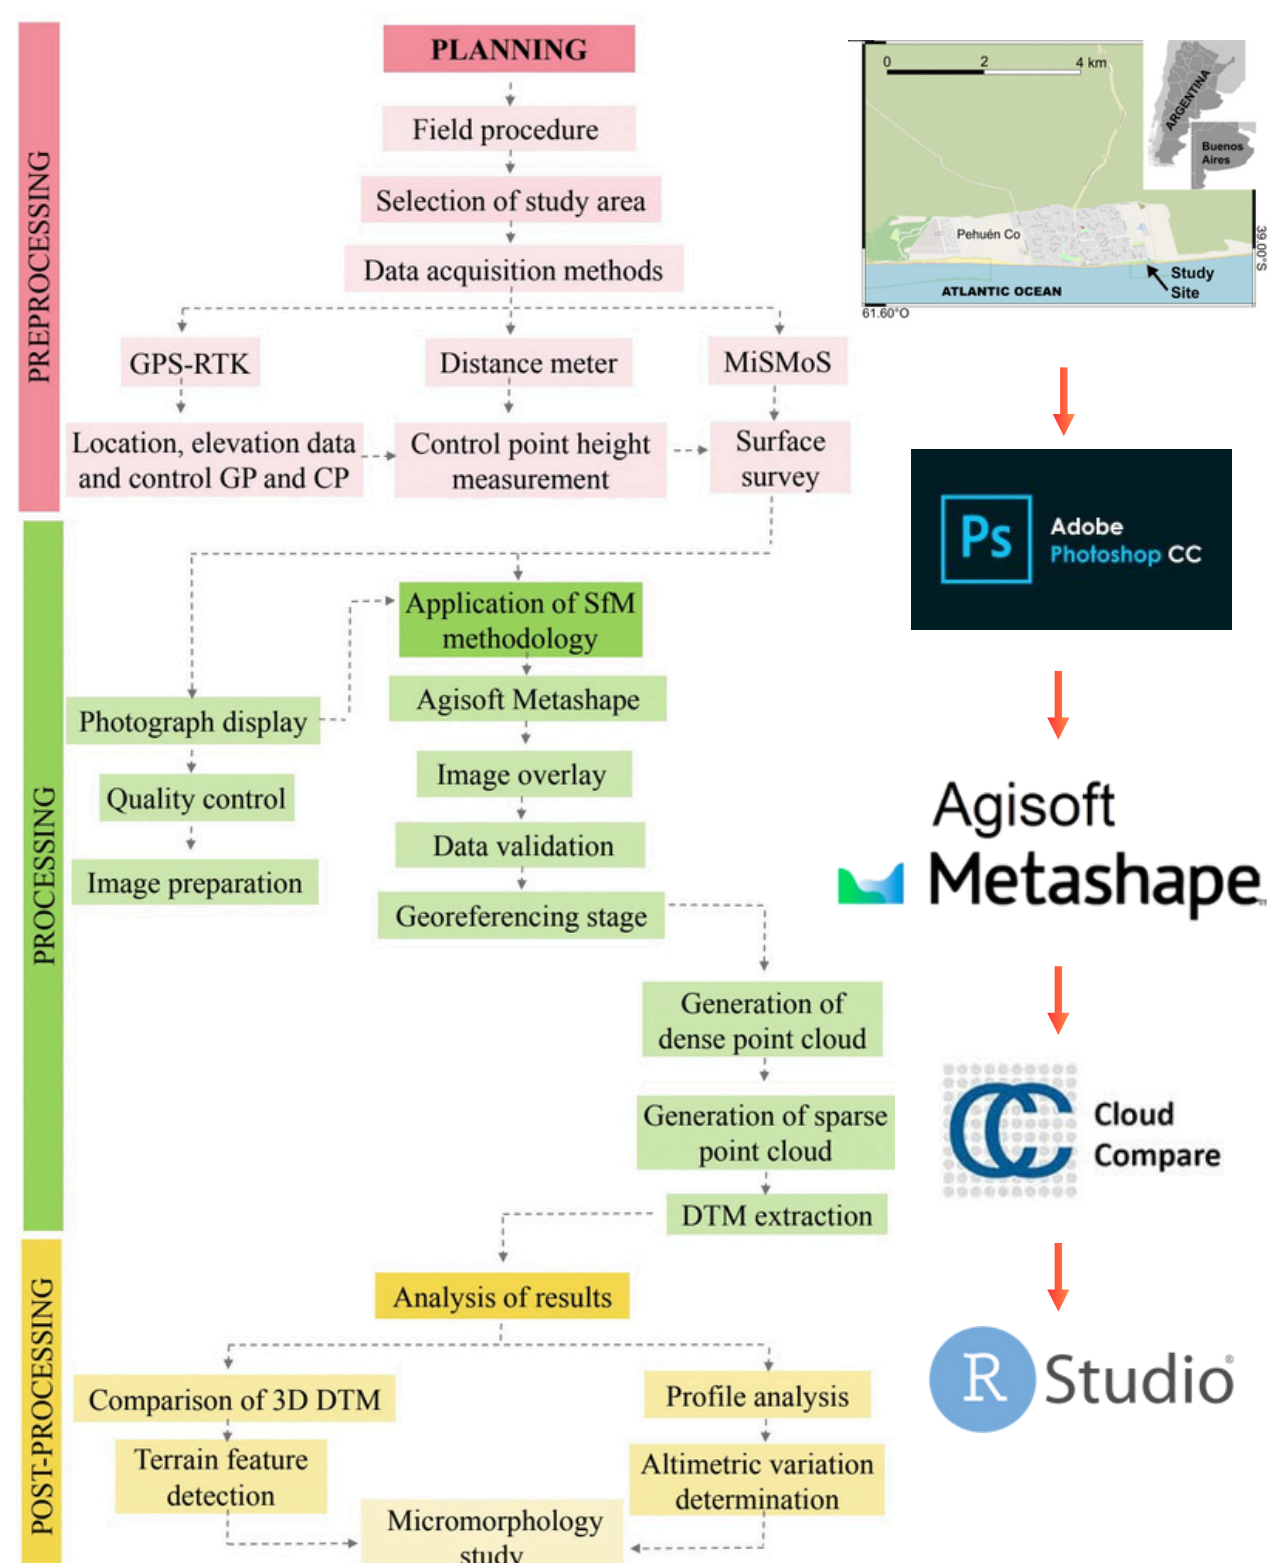 PREPROCESSING
PLANNING
Field procedure
Selection of study area
Data acquisition methods
GPS-RTK
Distance meter
MiSMoS
Location, elevation data
and control GP and CP
Control point height
measurement
Surface
survey
PROCESSING
Application of SfM
methodology
Agisoft Metashape
Photograph display
Image overlay
Quality control
Data validation
Image preparation
Georeferencing stage
Generation of
dense point cloud
Generation of sparse
point cloud
DTM extraction
POST-PROCESSING
Analysis of results
Comparison of 3D DTM
Profile analysis
Terrain feature
detection
Altimetric variation
determination
Micromorphology
study
0 2 4 km
ARGENTINA
Buenos
Aires
Pehuén Co
39.00°S
ATLANTIC OCEAN
Study
Site
61.60°O
Ps
Adobe
Photoshop CC
Agisoft
Metashape
CC
Cloud
Compare
R Studio®